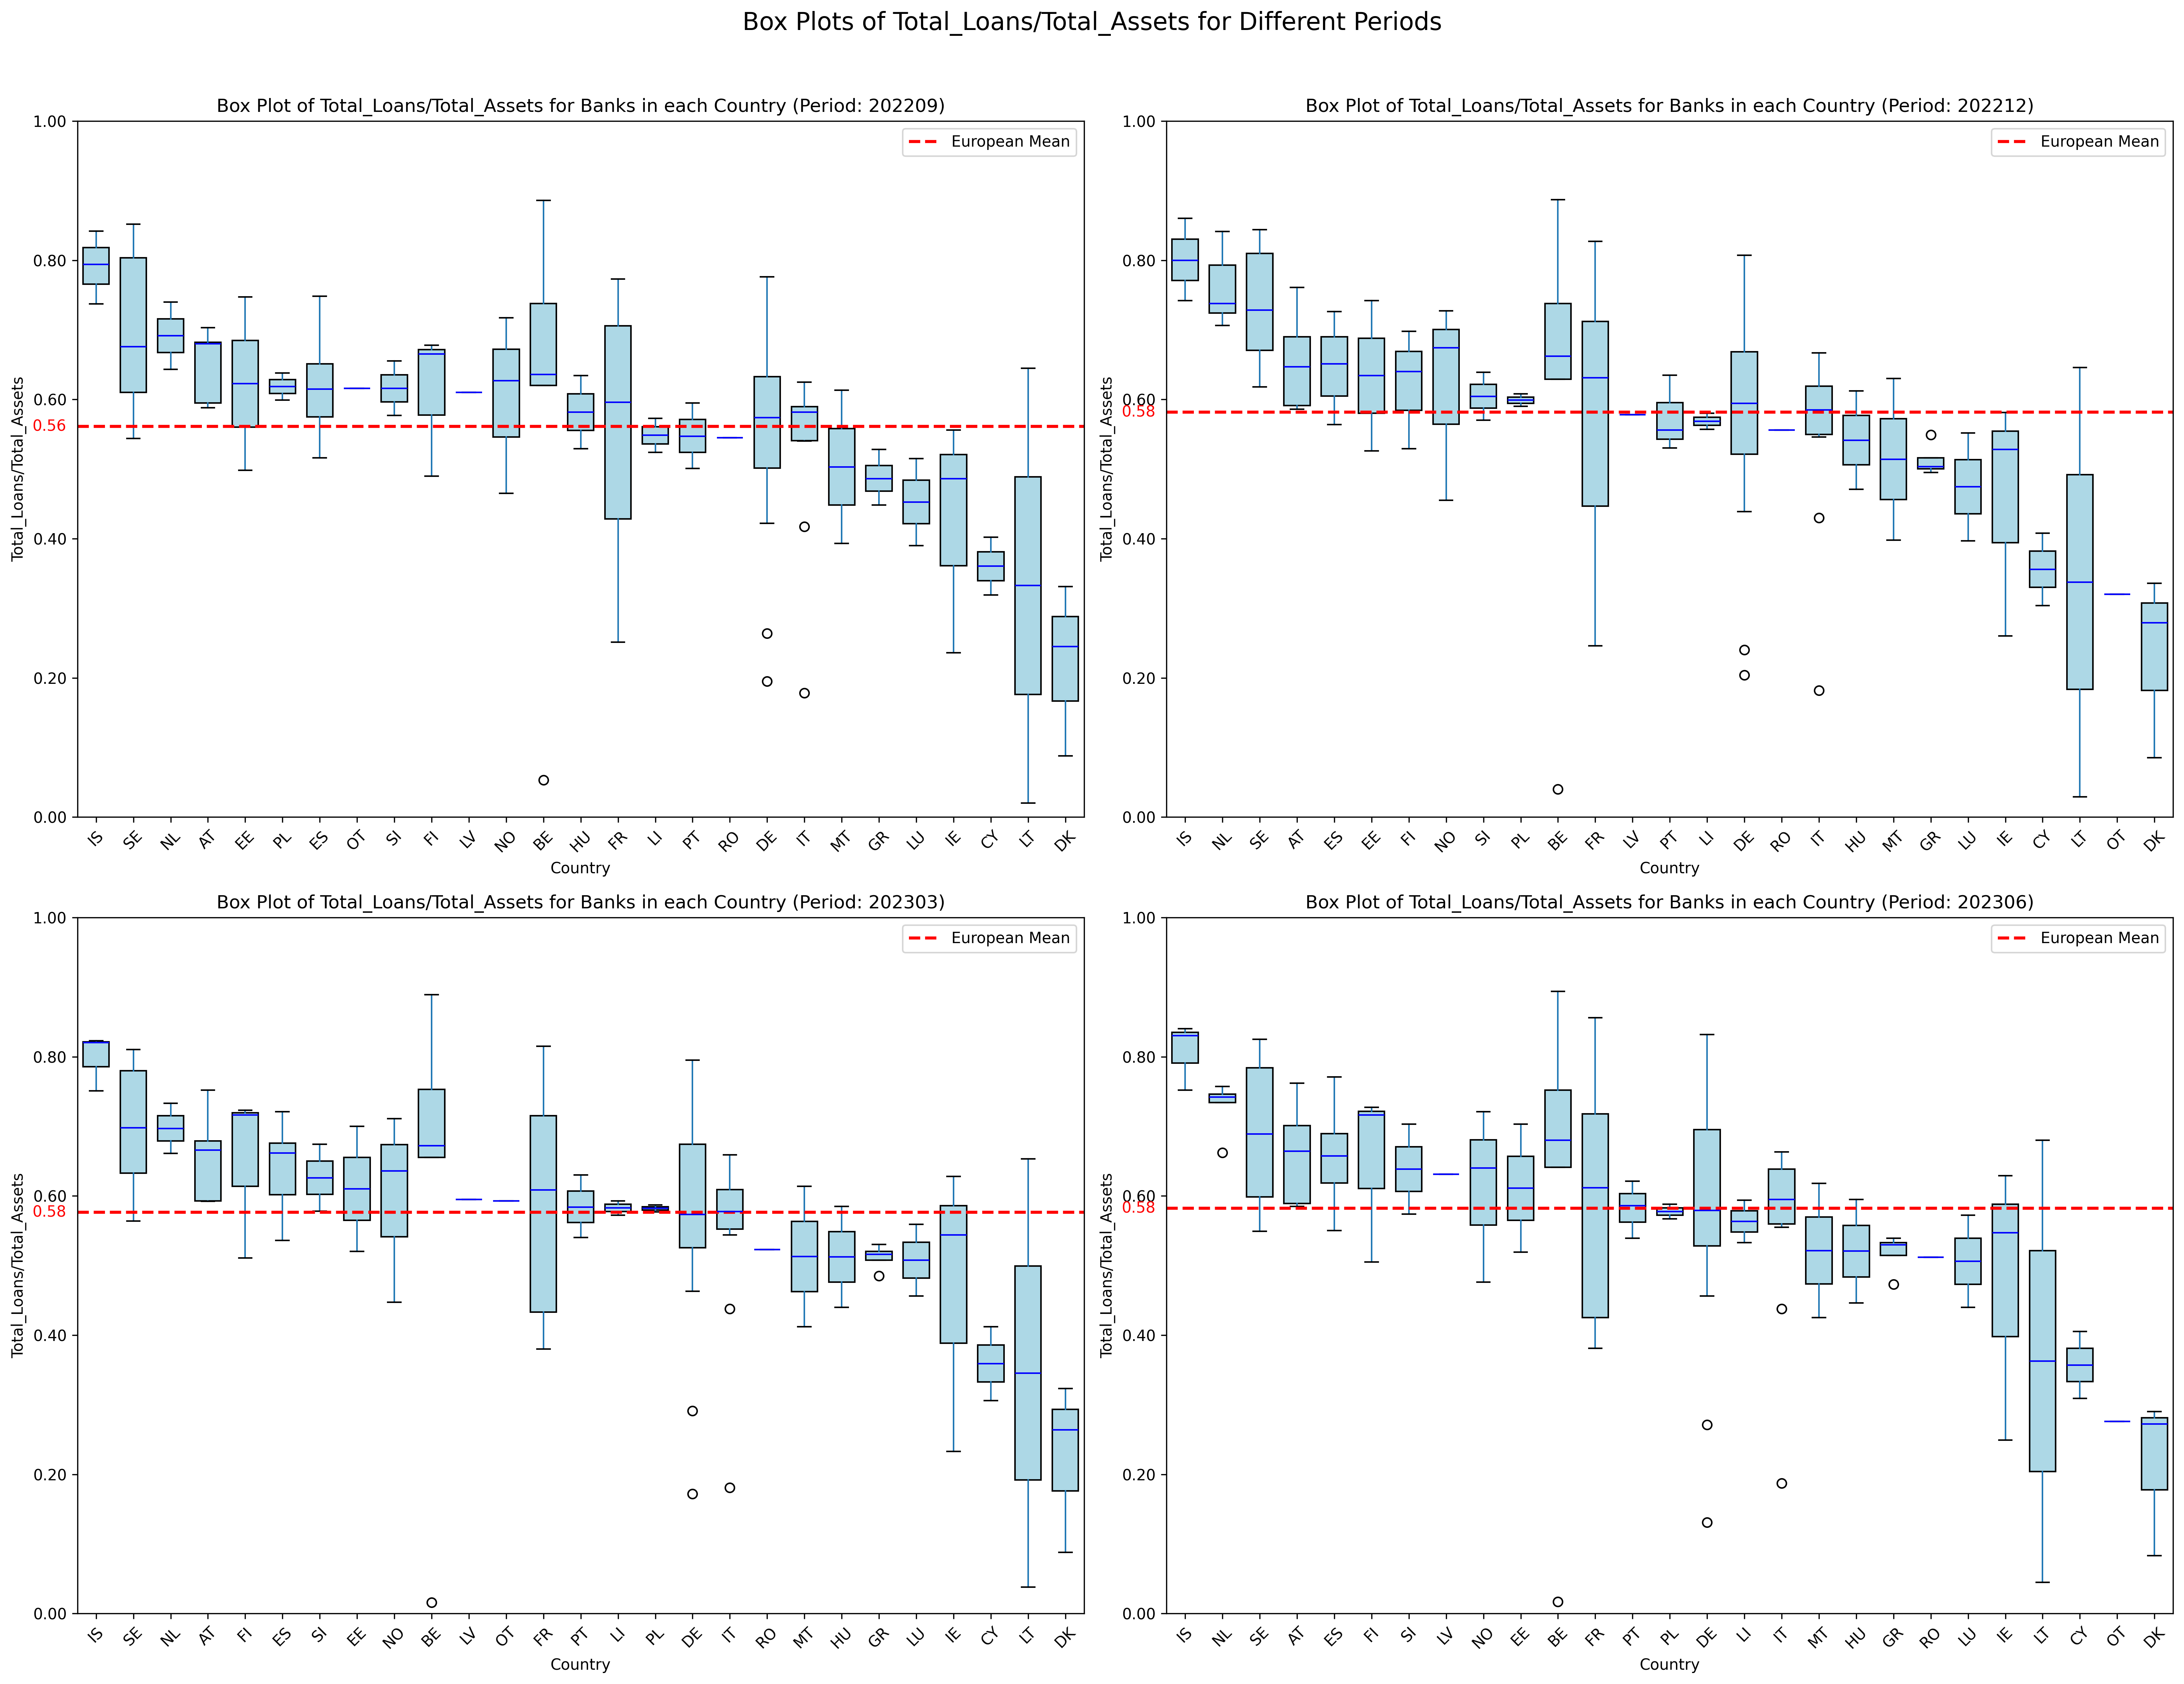 Box Plots of Total_Loans/Total_Assets for Different Periods
Box Plot of Total_Loans/Total_Assets for Banks in each Country (Period: 202209)
European Mean
Total_Loans/Total_Assets
1.00
0.80
0.60
0.56
0.40
0.20
0.00
IS SE NL AT EE PL ES OT SI FI LV NO BE HU FR LI PT RO DE IT MT GR LU IE CY LT DK
Country
Box Plot of Total_Loans/Total_Assets for Banks in each Country (Period: 202212)
European Mean
Total_Loans/Total_Assets
1.00
0.80
0.60
0.58
0.40
0.20
0.00
IS NL SE AT ES EE FI NO SI PL BE FR LV PT LI DE RO IT HU MT GR LU IE CY LT OT DK
Country
Box Plot of Total_Loans/Total_Assets for Banks in each Country (Period: 202303)
European Mean
Total_Loans/Total_Assets
1.00
0.80
0.60
0.58
0.40
0.20
0.00
IS SE NL AT FI ES SI EE NO BE LV OT FR PT LI PL DE IT RO MT HU GR LU IE CY LT DK
Country
Box Plot of Total_Loans/Total_Assets for Banks in each Country (Period: 202306)
European Mean
Total_Loans/Total_Assets
1.00
0.80
0.60
0.58
0.40
0.20
0.00
IS NL SE AT ES FI SI LV NO EE BE FR PT PL DE LI IT MT HU GR RO LU IE LT CY OT DK
Country